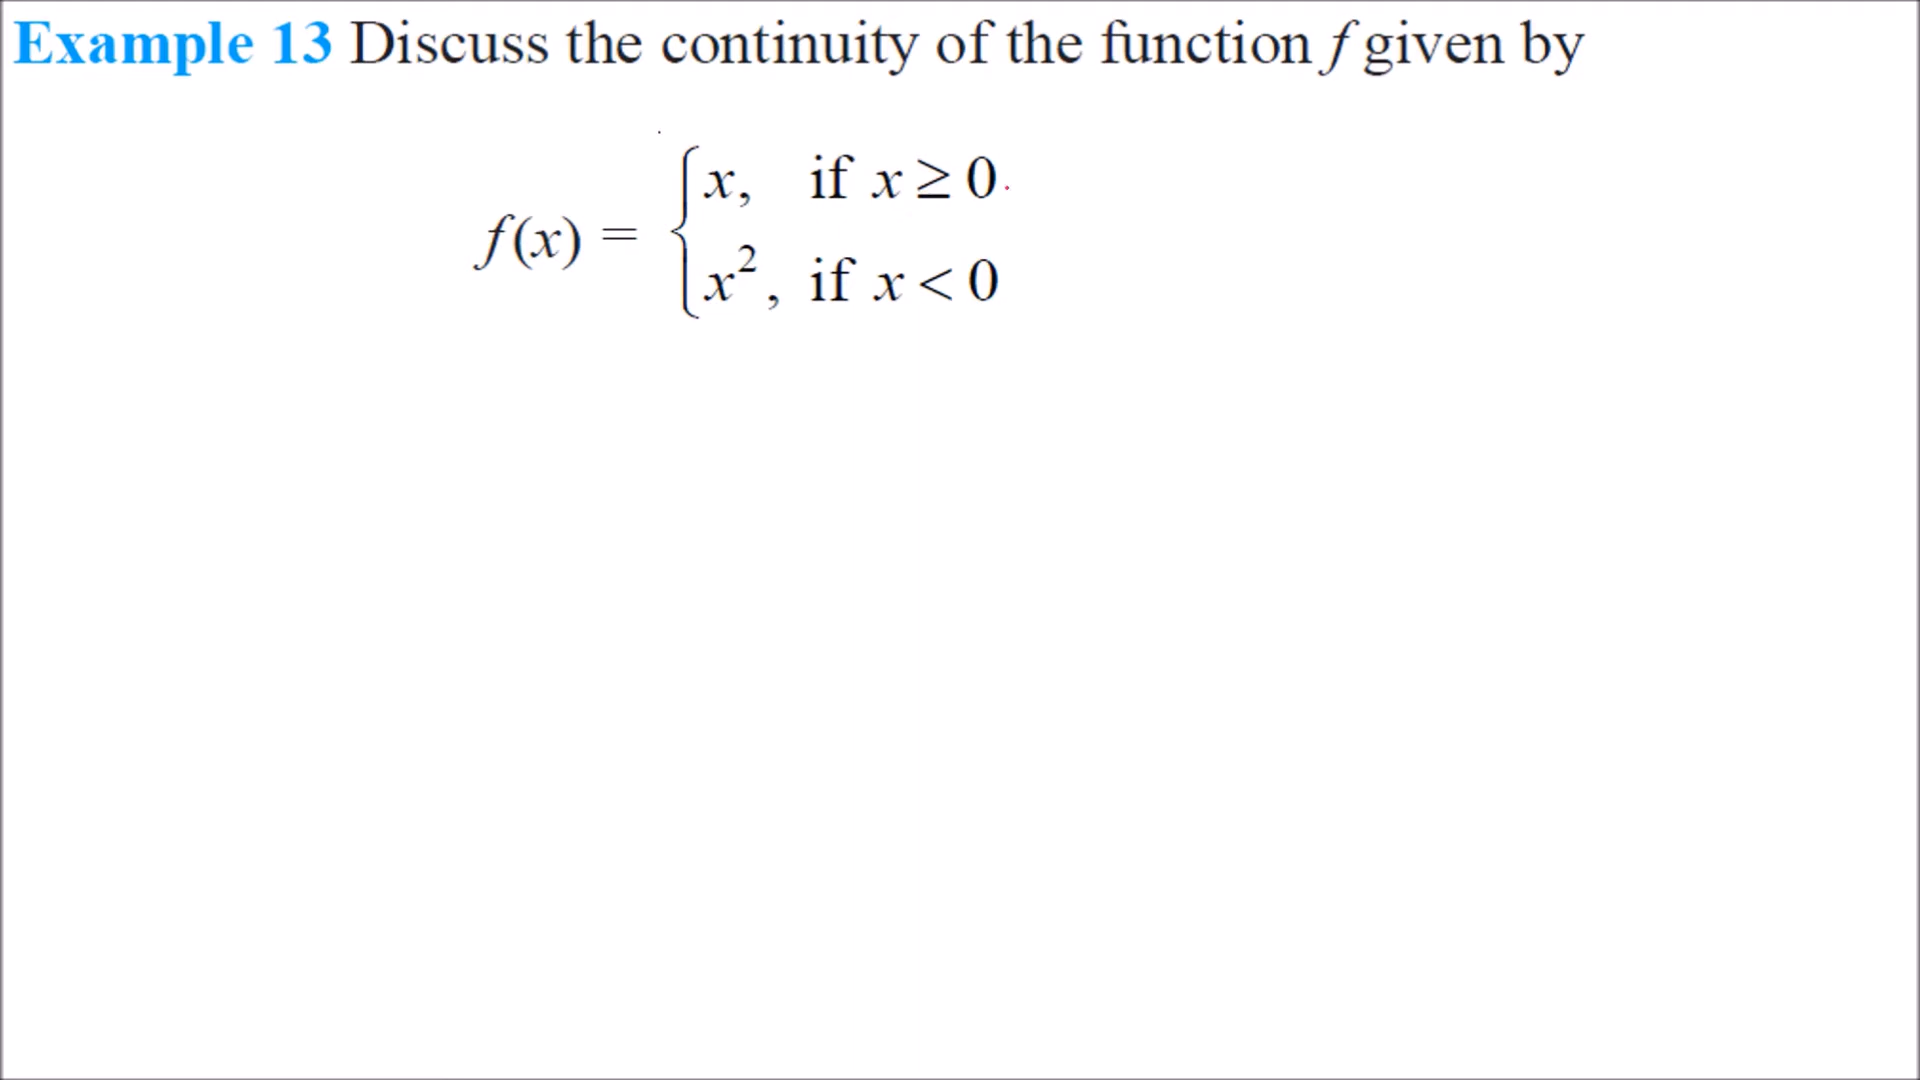 Example 13 Discuss the continuity of the function f given by
x, if x ≥ 0
f(x) =
x², if x < 0